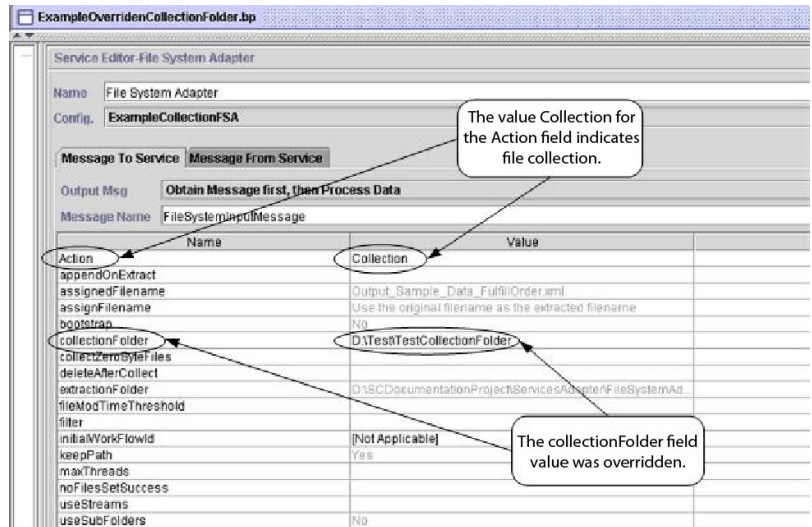 ExampleOverridenCollectionFolder.bp
Service Editor-File System Adapter
Name File System Adapter
Config. ExampleCollectionFSA
The value Collection for
the Action field indicates
file collection.
Message To Service Message From Service
Output Msg Obtain Message first, then Process Data
Message Name FileSystemInputMessage
Name Value
Action Collection
appendOnExtract
assignedFilename Output_Sample_Data_FulfillOrder.xml
assignFilename Use the original filename as the extracted filename
bootstrap No
collectionFolder D:\Test\TestCollectionFolder
collectZeroByteFiles
deleteAfterCollect
extractionFolder D:\SCDocumentationProject\ServicesAdapter\FileSystemAd...
fileModTimeThreshold
filter
initialWorkFlowId [Not Applicable]
keepPath Yes
maxThreads
noFilesSetSuccess
useStreams
useSubFolders No
The collectionFolder field
value was overridden.